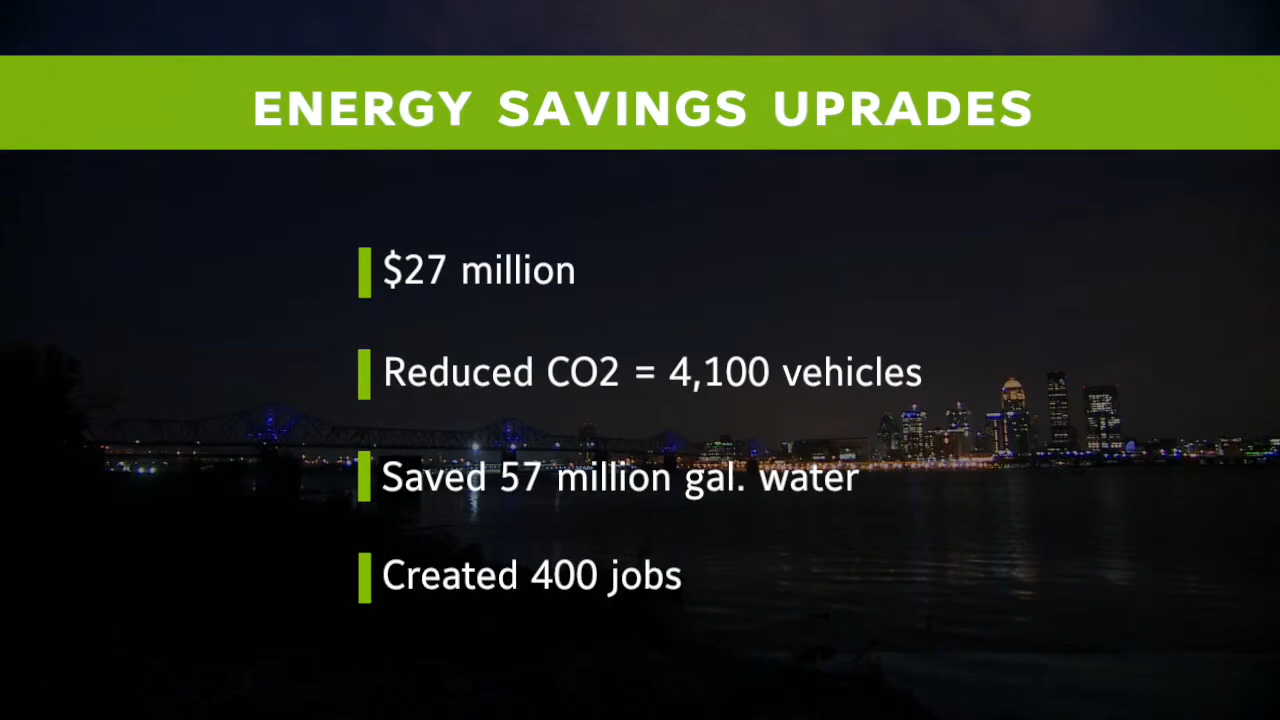 ENERGY SAVINGS UPRADES
$27 million
Reduced CO2 = 4,100 vehicles
Saved 57 million gal. water
Created 400 jobs